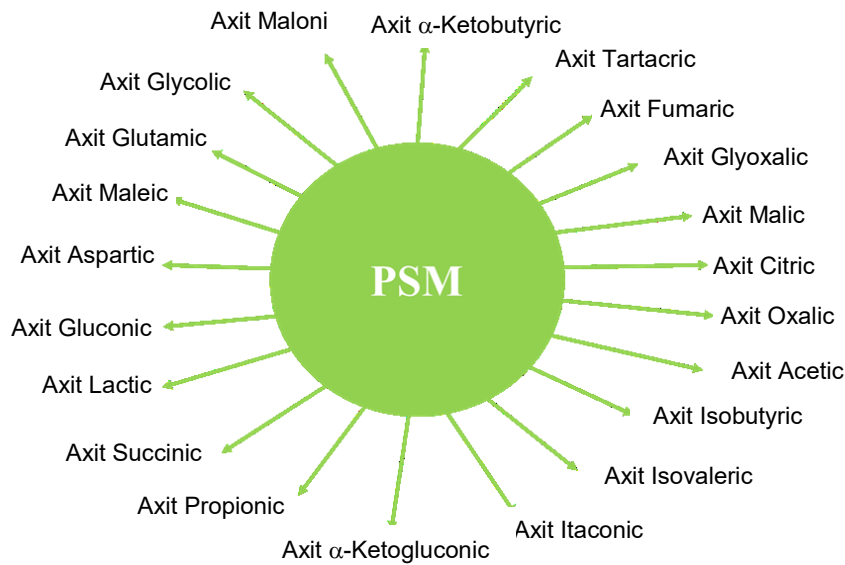 Axit Maloni
Axit α-Ketobutyric
Axit Tartacric
Axit Glycolic
Axit Fumaric
Axit Glutamic
Axit Glyoxalic
Axit Maleic
Axit Malic
Axit Aspartic
Axit Citric
PSM
Axit Oxalic
Axit Gluconic
Axit Acetic
Axit Lactic
Axit Isobutyric
Axit Succinic
Axit Isovaleric
Axit Propionic
Axit Itaconic
Axit α-Ketogluconic